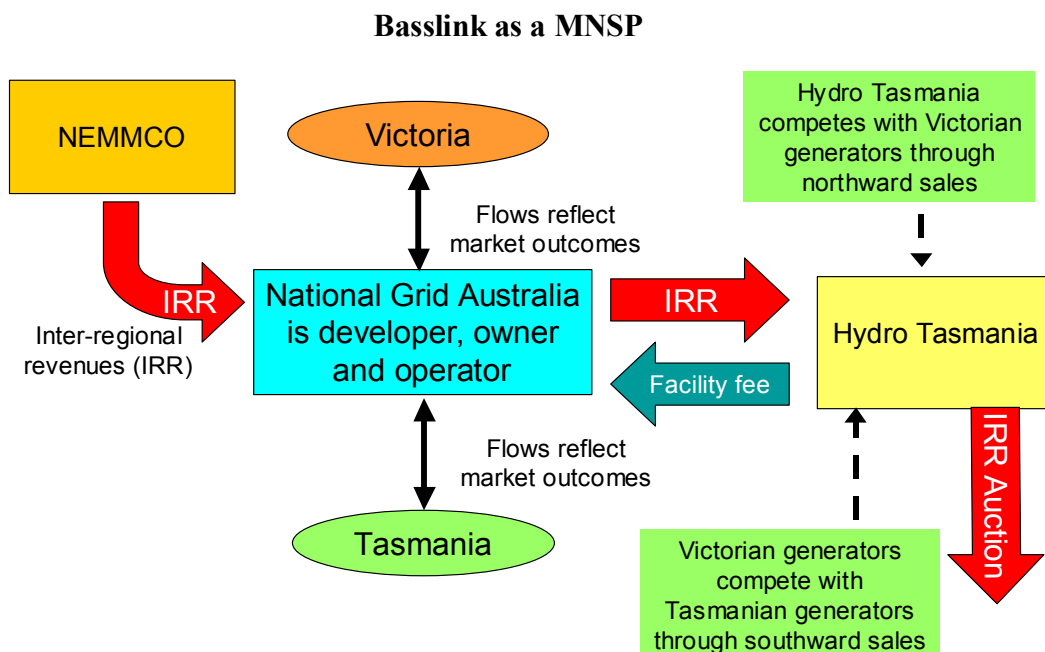 Basslink as a MNSP
NEMMCO
Victoria
Hydro Tasmania
competes with Victorian
generators through
northward sales
Flows reflect
market outcomes
IRR
Inter-regional
revenues (IRR)
National Grid Australia
is developer, owner
and operator
IRR
Facility fee
Hydro Tasmania
Flows reflect
market outcomes
IRR Auction
Tasmania
Victorian generators
compete with
Tasmanian generators
through southward sales